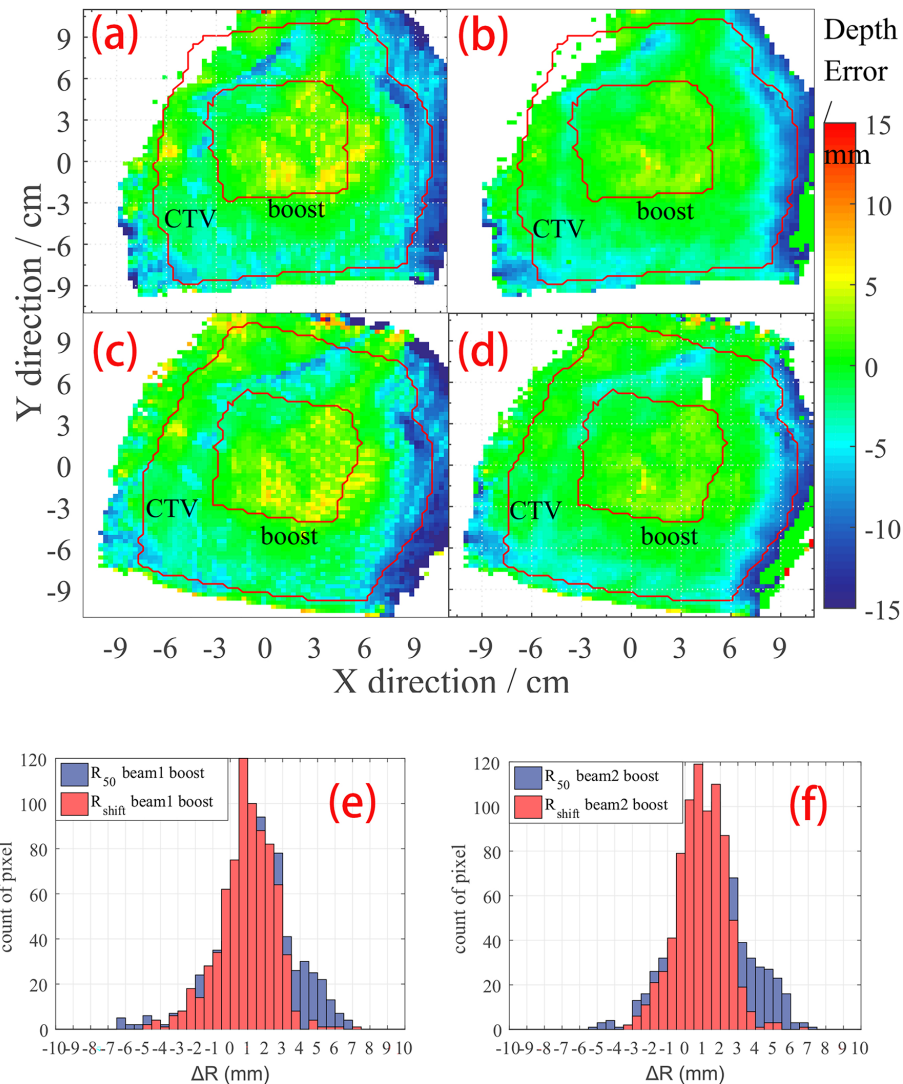 (a)
(b)
Depth
Error
/
mm
15
10
5
0
-5
-10
-15
9
6
3
0
-3
-6
-9
CTV
boost
CTV
boost
Y direction / cm
(c)
(d)
9
6
3
0
-3
-6
-9
CTV
boost
CTV
boost
-9 -6 -3 0 3 6 9
-9 -6 -3 0 3 6 9
X direction / cm
120
100
80
60
40
20
0
count of pixel
R50 beam1 boost
Rshift beam1 boost
(e)
-10-9-8-7-6-5-4-3-2-1 0 1 2 3 4 5 6 7 8 9 10
ΔR (mm)
120
100
80
60
40
20
0
count of pixel
R50 beam2 boost
Rshift beam2 boost
(f)
-10-9-8-7-6-5-4-3-2-1 0 1 2 3 4 5 6 7 8 9 10
ΔR (mm)